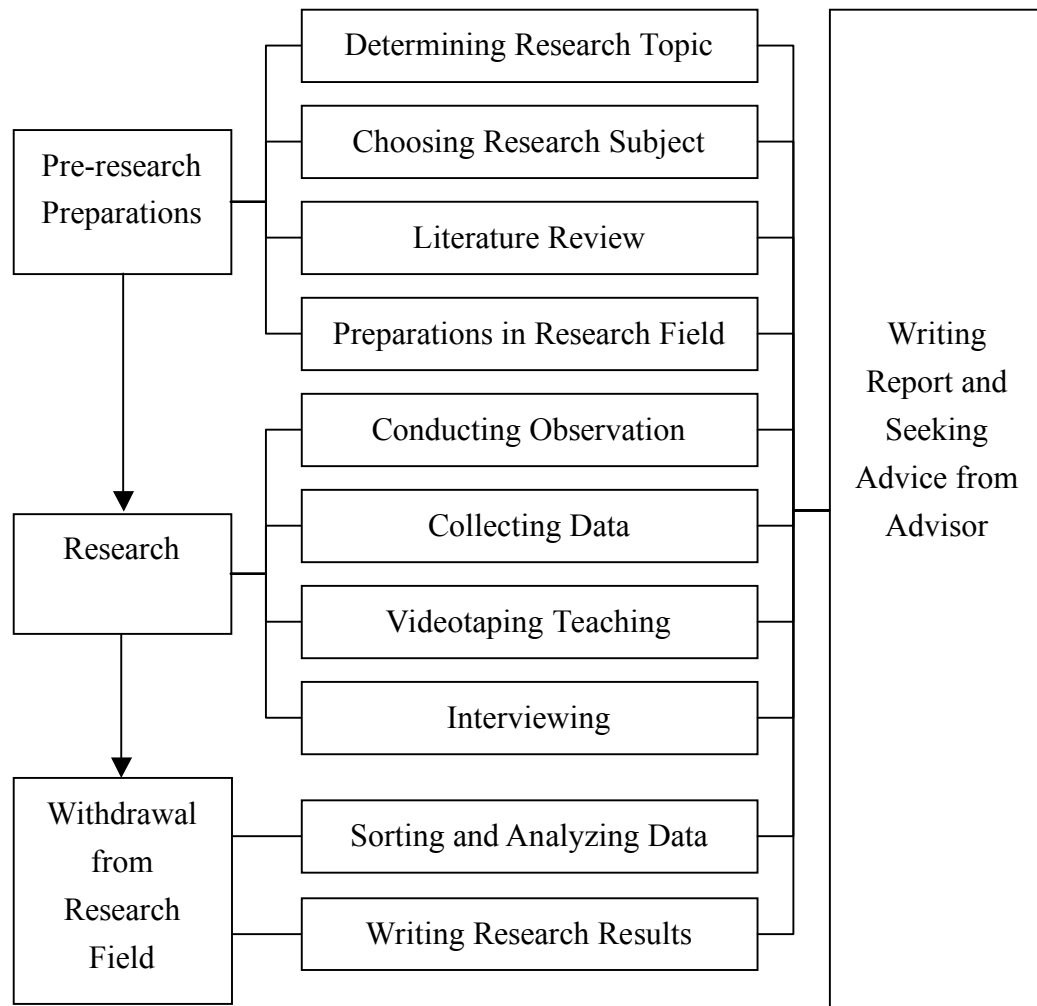 Pre-research
Preparations
Determining Research Topic
Choosing Research Subject
Literature Review
Preparations in Research Field
Research
Conducting Observation
Collecting Data
Videotaping Teaching
Interviewing
Withdrawal
from
Research
Field
Sorting and Analyzing Data
Writing Research Results
Writing
Report and
Seeking
Advice from
Advisor